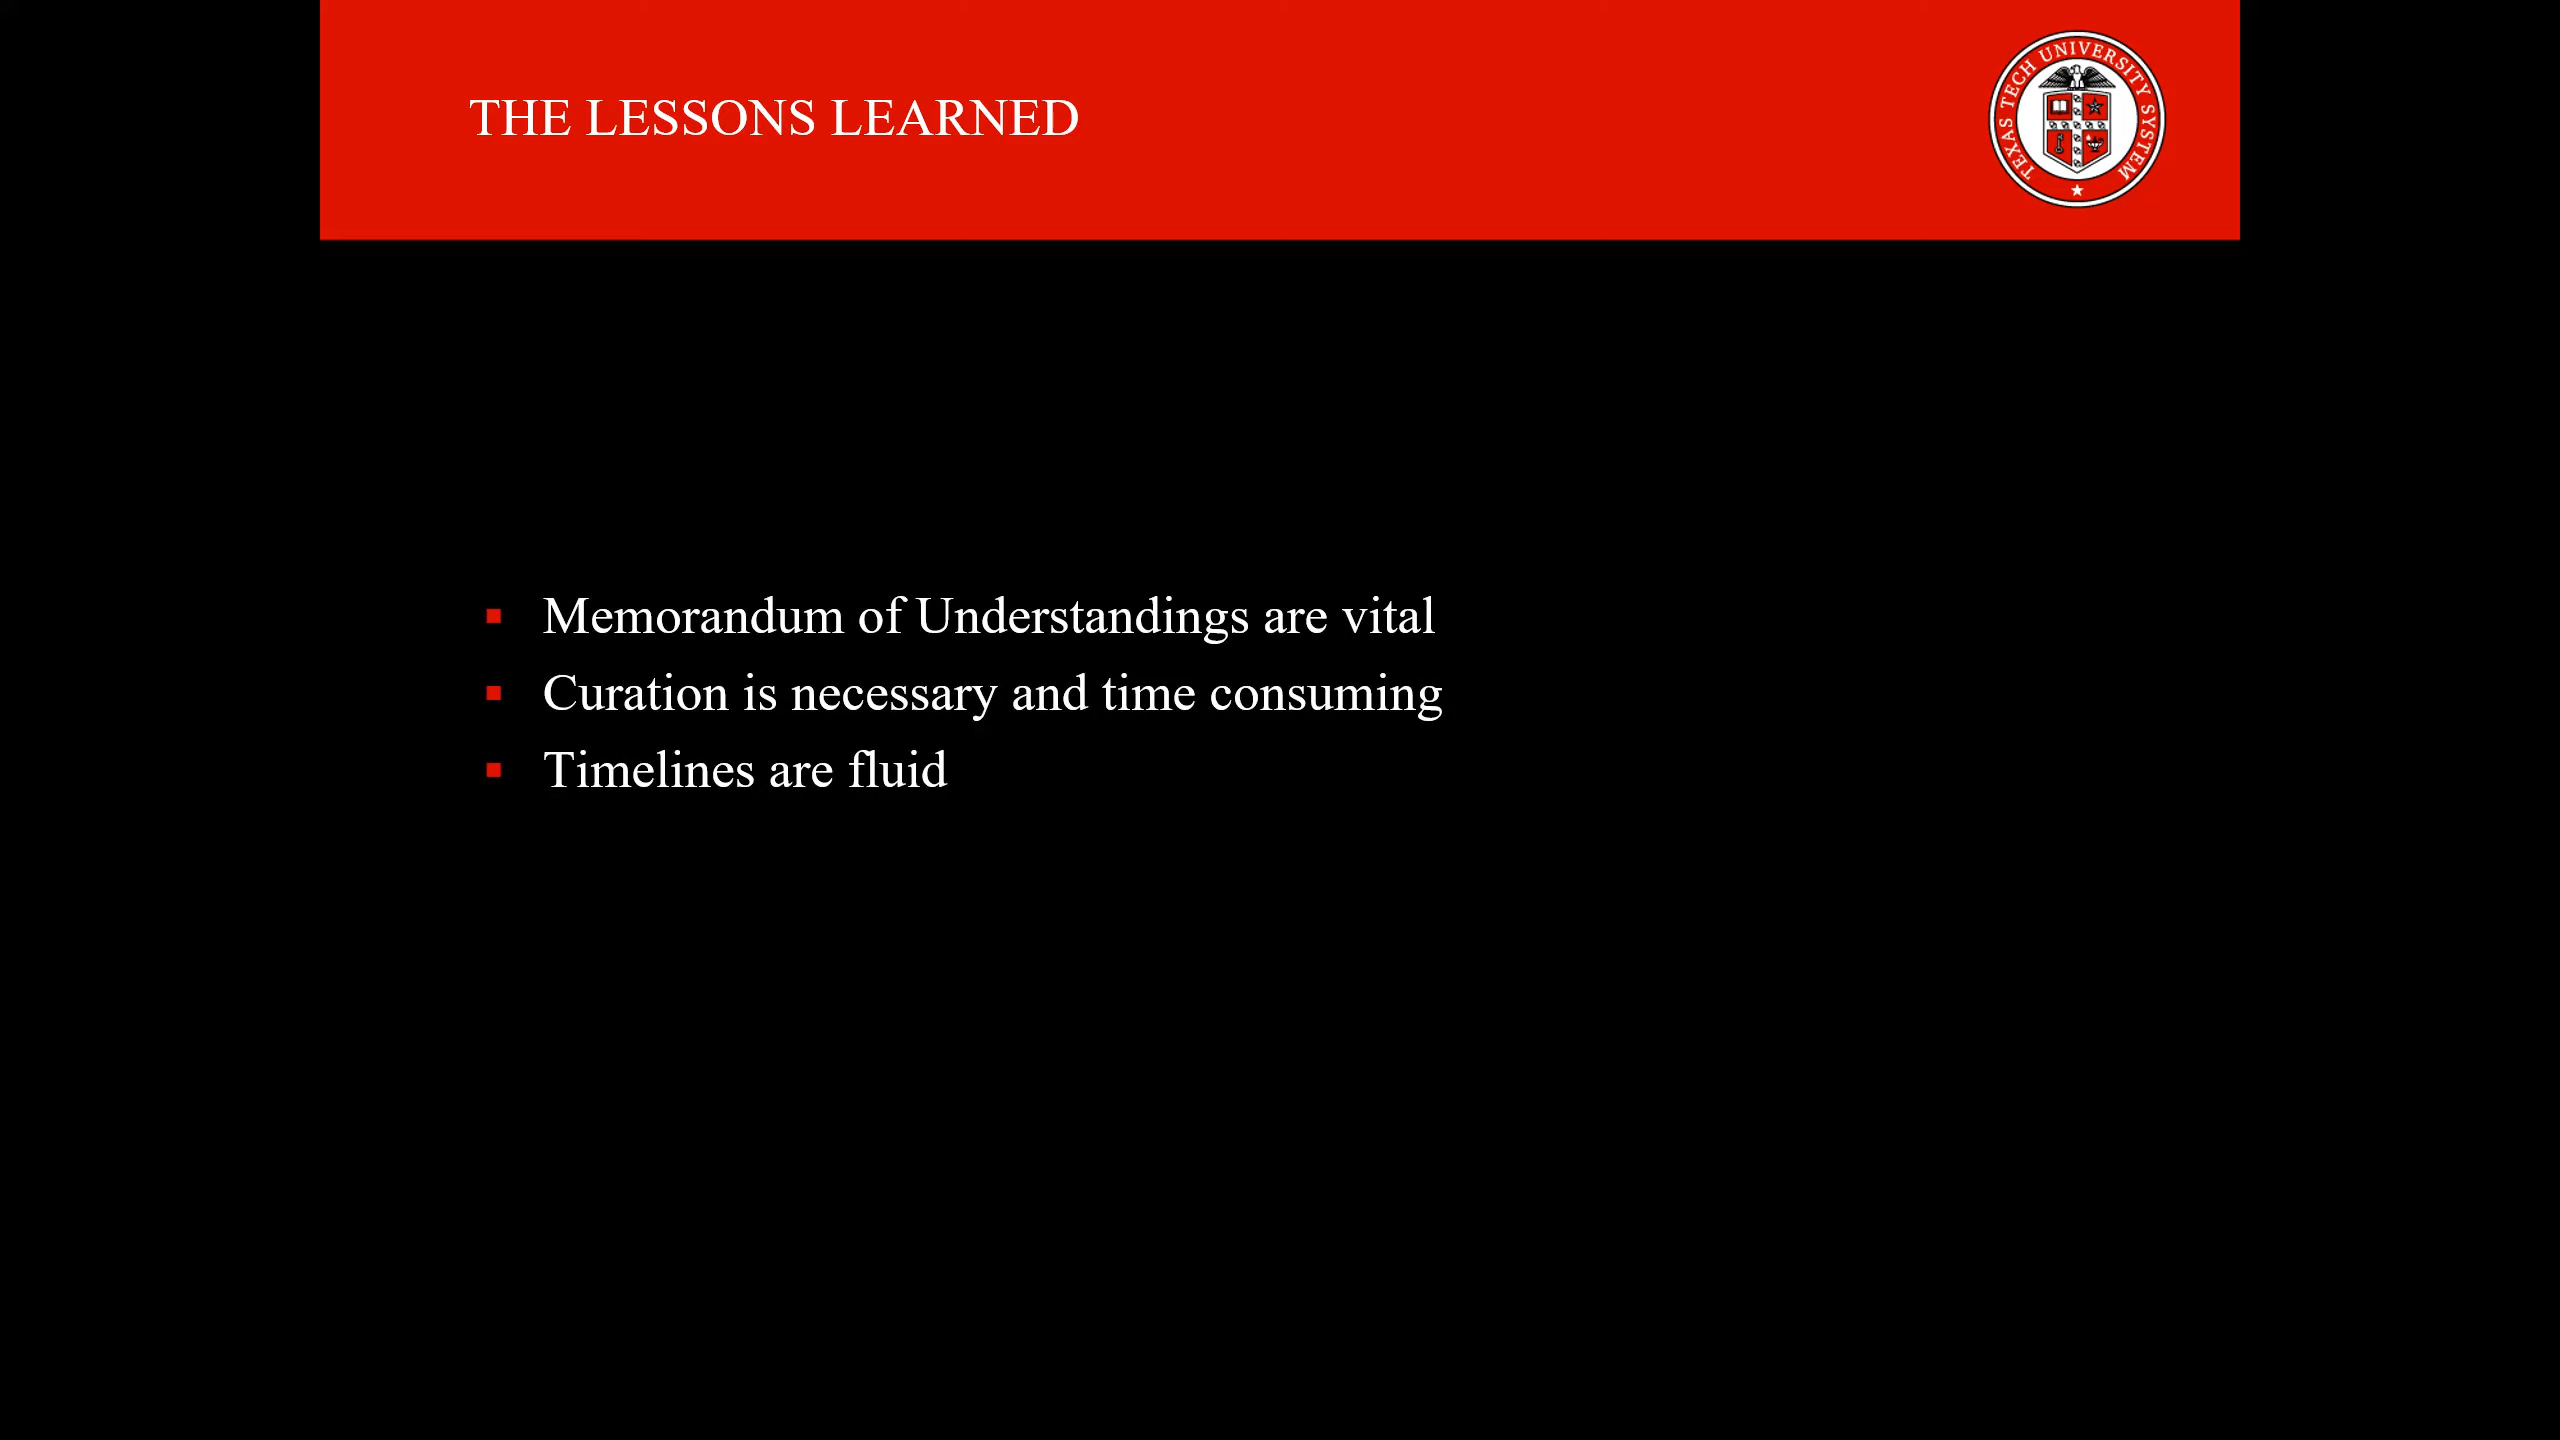 THE LESSONS LEARNED
TEXAS TECH UNIVERSITY SYSTEM
Memorandum of Understandings are vital
Curation is necessary and time consuming
Timelines are fluid